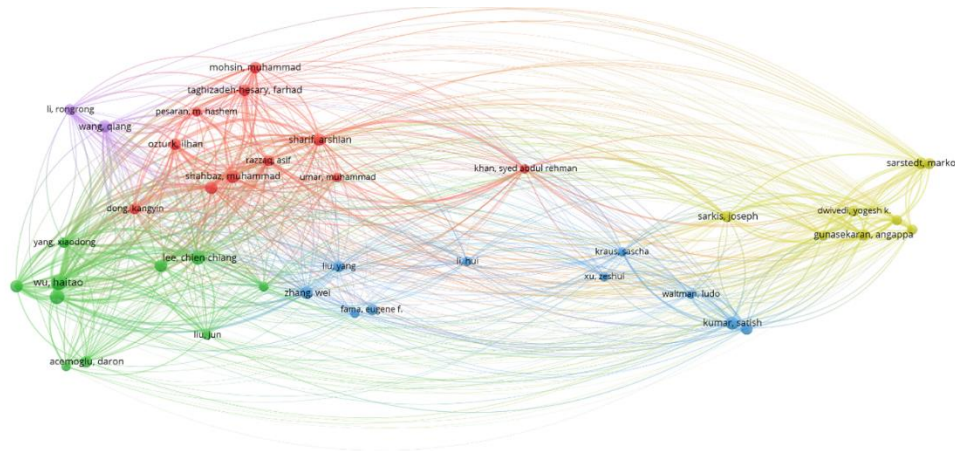 mohsin, muhammad
taghizadeh-hesary, farhad
li, rongrong
pesaran, m. hashem
wang, qiang
ozturk, ilhan
sharif, arshian
razzaq, asif
khan, syed abdul rehman
sarstedt, marko
shahbaz, muhammad
umar, muhammad
dong, kangyin
sarkis, joseph
dwivedi, yogesh k.
gunasekaran, angappa
yang, xiaodong
lee, chien-chiang
kraus, sascha
liu, yang
li, hui
xu, zeshui
wu, haitao
zhang, wei
waltman, ludo
fama, eugene f.
kumar, satish
liu, jun
acemoglu, daron